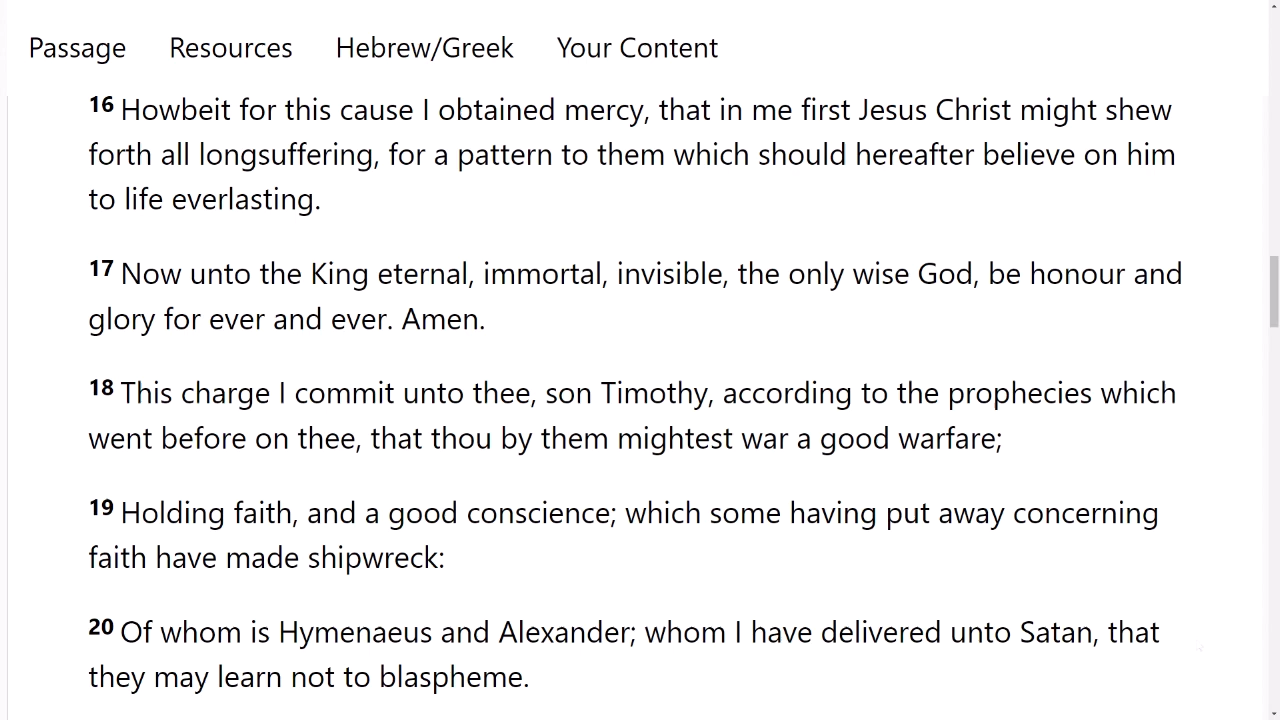 Passage Resources Hebrew/Greek Your Content
16 Howbeit for this cause I obtained mercy, that in me first Jesus Christ might shew
forth all longsuffering, for a pattern to them which should hereafter believe on him
to life everlasting.
17 Now unto the King eternal, immortal, invisible, the only wise God, be honour and
glory for ever and ever. Amen.
18 This charge I commit unto thee, son Timothy, according to the prophecies which
went before on thee, that thou by them mightest war a good warfare;
19 Holding faith, and a good conscience; which some having put away concerning
faith have made shipwreck:
20 Of whom is Hymenaeus and Alexander; whom I have delivered unto Satan, that
they may learn not to blaspheme.